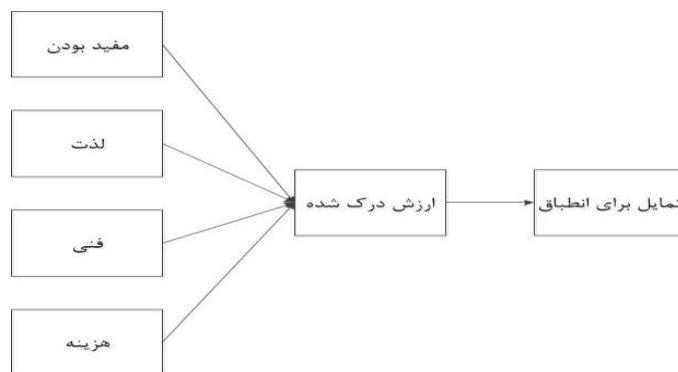 مفید بودن
لذت
فنی
هزینه
ارزش درک شده
تمایل برای انطباق